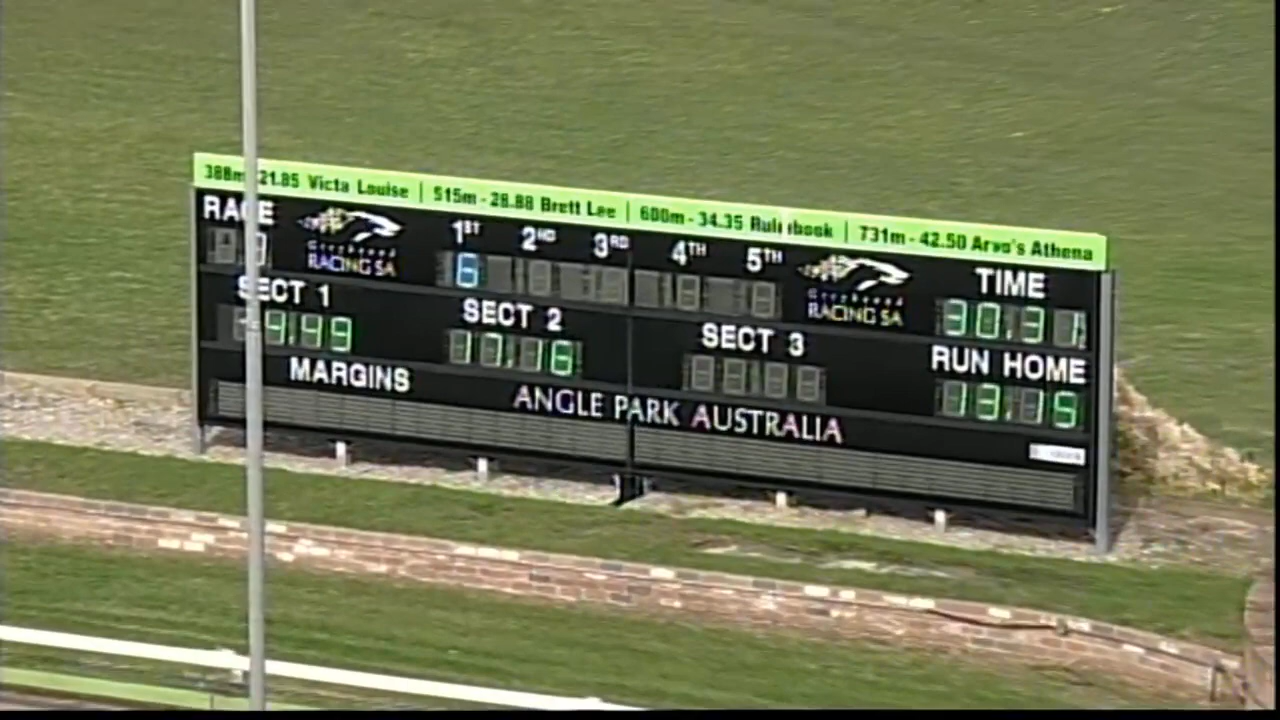 388m - 21.85 Victa Louise | 515m - 28.88 Brett Lee | 600m - 34.35 Rulebook | 731m - 42.50 Arvo's Athena
RACE
Greyhound
RACING SA
1ST 2ND 3RD 4TH 5TH
6
Greyhound
RACING SA
TIME
30.31
SECT 1
4.99
SECT 2
17.16
SECT 3
RUN HOME
13.15
MARGINS
ANGLE PARK AUSTRALIA